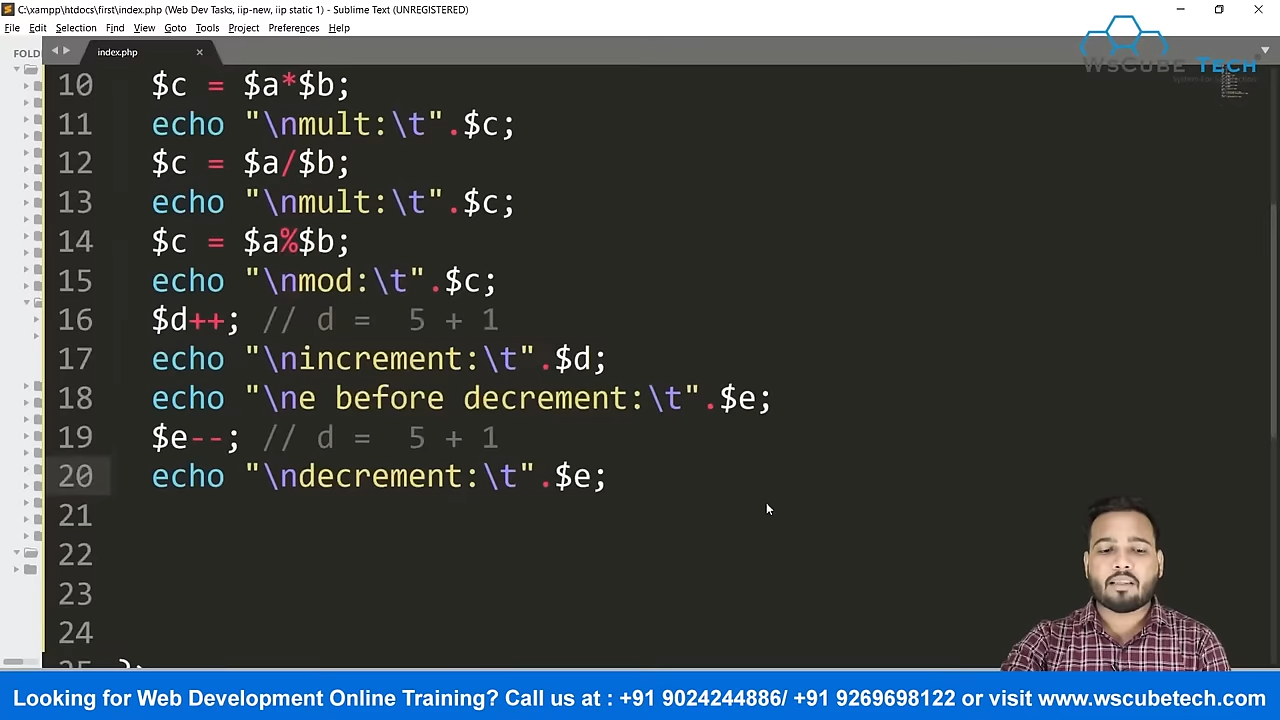 C:\xampp\htdocs\first\index.php (Web Dev Tasks, iip-new, iip static 1) - Sublime Text (UNREGISTERED)
File Edit Selection Find View Goto Tools Project Preferences Help
FOLD
index.php
WsCube Tech
10 $c = $a*$b;
11 echo "\nmult:\t".$c;
12 $c = $a/$b;
13 echo "\nmult:\t".$c;
14 $c = $a%$b;
15 echo "\nmod:\t".$c;
16 $d++; // d =  5 + 1
17 echo "\nincrement:\t".$d;
18 echo "\ne before decrement:\t".$e;
19 $e--; // d =  5 + 1
20 echo "\ndecrement:\t".$e;
21
22
23
24
Looking for Web Development Online Training? Call us at : +91 9024244886/ +91 9269698122 or visit www.wscubetech.com